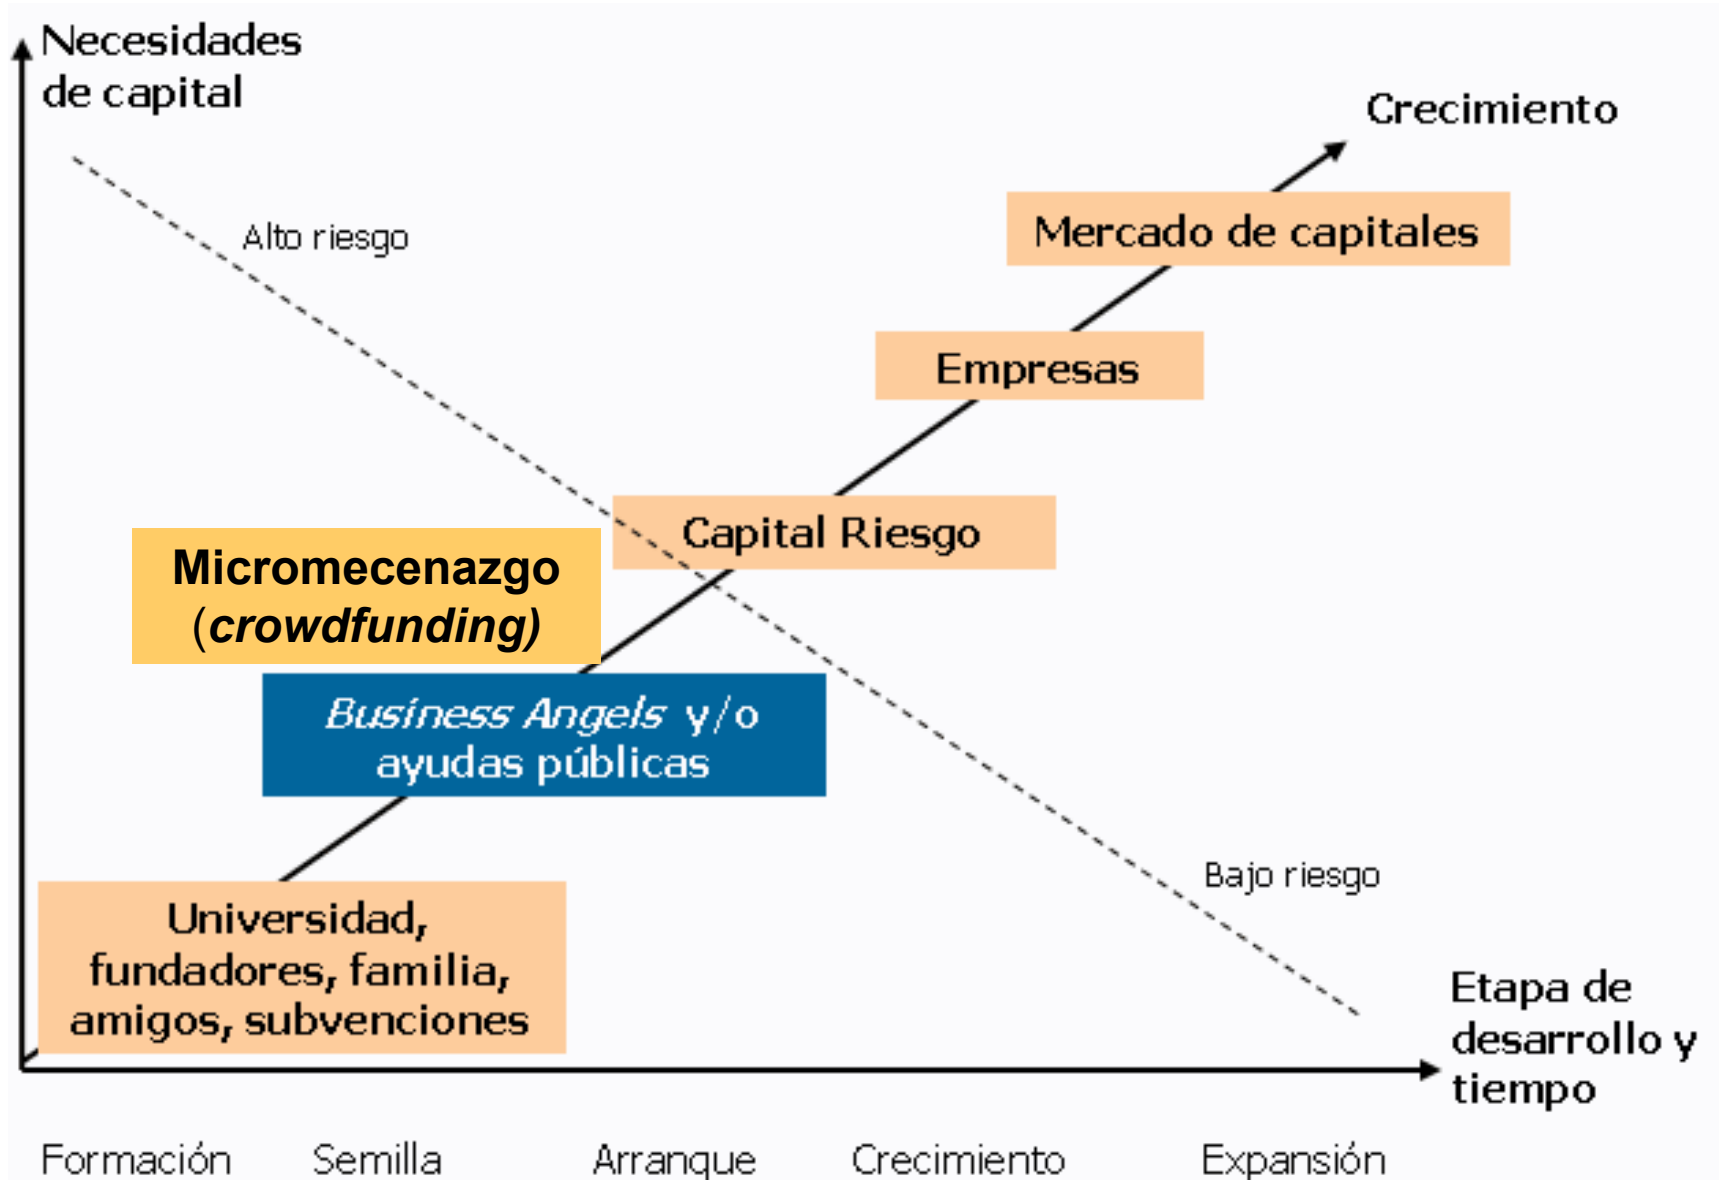 Necesidades
de capital
Crecimiento
Mercado de capitales
Alto riesgo
Empresas
Capital Riesgo
Micromecenazgo
(crowdfunding)
Business Angels y/o
ayudas públicas
Bajo riesgo
Universidad,
fundadores, familia,
amigos, subvenciones
Etapa de
desarrollo y
tiempo
Formación Semilla Arranque Crecimiento Expansión